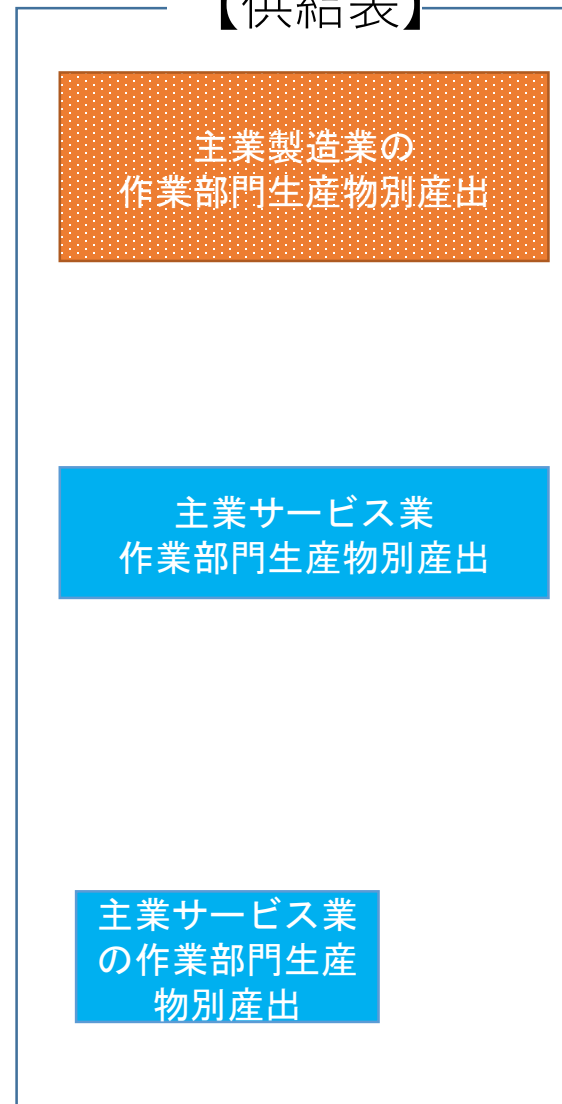 【供給表】
主業製造業の
作業部門生産物別産出
主業サービス業
作業部門生産物別産出
主業サービス業
の作業部門生産
物別産出